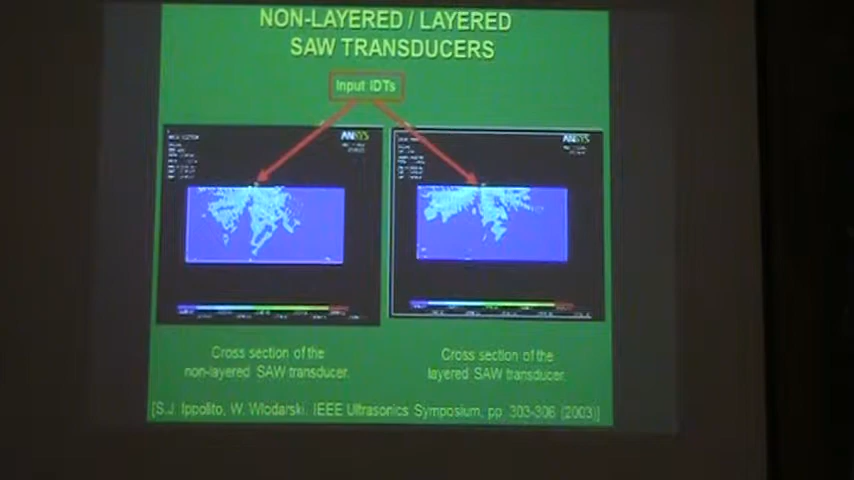 NON-LAYERED / LAYERED
SAW TRANSDUCERS
Input IDTs
ANSYS
ANSYS
Cross section of the
non-layered SAW transducer.
Cross section of the
layered SAW transducer.
[S.J. Ippolito, W. Wlodarski, IEEE Ultrasonics Symposium, pp. 303-306 (2003)]